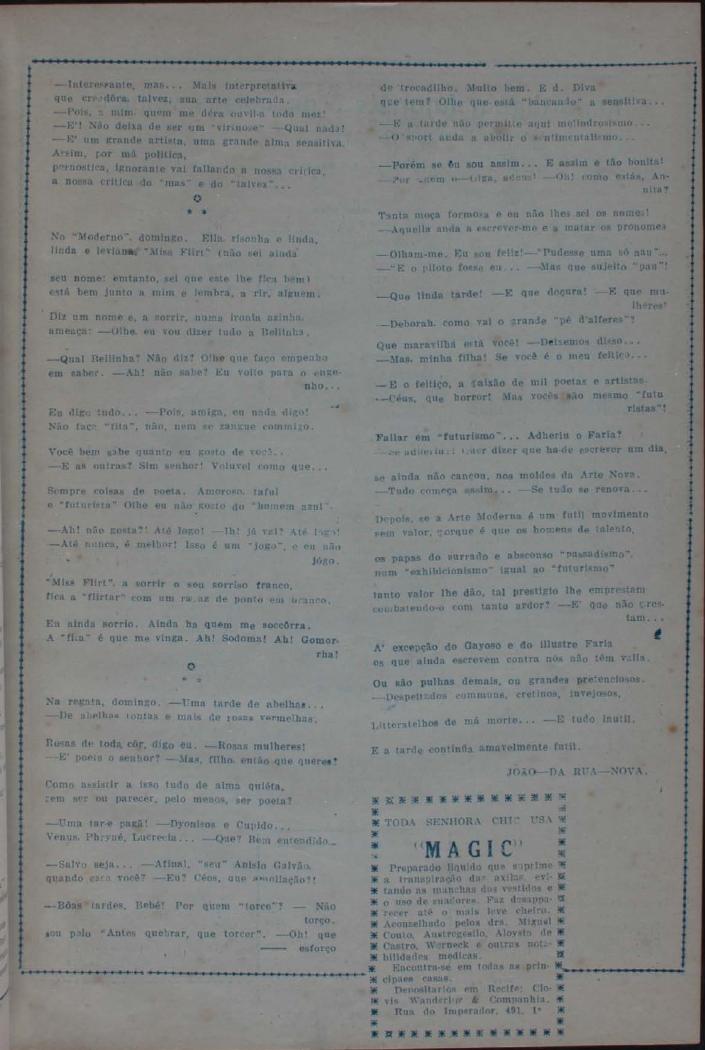 —Interessante, mas... Mais interpretativa
que creadôra, talvez, sua arte celebrada.
—Pois, a mim, quem me déra ouvil-a todo mez!
—E'! Não deixa de ser um "virinose" —Qual nada!
—E' um grande artista, uma grande alma sensitiva.
Assim, por má politica,
pernostica, ignorante vai fallando a nossa critica,
a nossa critica do "mas" e do "talvez"...
No "Moderno", domingo. Ella, risonha e linda,
linda e leviana, "Miss Flirt" (não sei ainda
seu nome: emtanto, sei que este lhe fica bem)
está bem junto a mim e lembra, a rir, alguem.
Diz um nome e, a sorrir, numa ironia azinha,
ameaça: —Olhe, eu vou dizer tudo a Bellinha.
—Qual Bellinha? Não diz? Olhe que faço empenho
em saber. —Ah! não sabe? Eu volto para o enge-
nho...
Eu digo tudo... —Pois, amiga, eu nada digo!
Não faça "fita", não, nem se zangue commigo.
Você bem sabe quanto eu gosto de você..
—E as outras? Sim senhor! Voluvel como que...
Sempre coisas de poeta. Amoroso, taful
e "futurista" Olhe eu não gosto do "homem azul".
—Ah! não gosta?! Até logo! —Ih! já vai? Até logo!
—Até nunca, é melhor! Isso é um "jogo", e eu não
jógo.
"Miss Flirt", a sorrir o seu sorriso franco,
fica a "flirtar" com um rapaz de ponto em branco.
Eu ainda sorrio. Ainda ha quem me soccôrra.
A "fita" é que me vinga. Ah! Sodoma! Ah! Gomor-
rha!
Na regata, domingo. —Uma tarde de abelhas...
—De abelhas tontas e mais de rosas vermelhas.
Rosas de toda côr, digo eu. —Rosas mulheres!
—E' poeta o senhor? —Mas, filho, então que queres?
Como assistir a isso tudo de alma quiéta,
sem ser ou parecer, pelo menos, ser poeta?
—Uma tarde pagã! —Dyonisos e Cupido...
Venus, Phryné, Lucrecia... —Que? Bem entendido...
—Salvo seja... —Afinal, "seu" Anisio Galvão,
quando casa você? —Eu? Céos, que amollação?!
—Bôas tardes, Bebé! Por quem "torce"? — Não
torço,
sou pelo "Antes quebrar, que torcer". —Oh! que
esforço
de trocadilho. Muito bem. E d. Diva
que tem? Olhe que está "bancando" a sensitiva...
—E a tarde não permitte aqui melindrosismo...
—O sport anda a abolir o sentimentalismo...
—Porém se eu sou assim... E assim é tão bonita!
—Por quem o—diga, adeus! —Oh! como estás, An-
nita?
Tanta moça formosa e eu não lhes sei os nomes!
—Aquella anda a escrever-me e a matar os pronomes
—Olham-me. Eu sou feliz!—"Pudesse uma só nau"...
—"E o piloto fosse eu... —Mas que sujeito "pau"!
—Que linda tarde! —E que doçura! —E que mu-
lheres!
—Deborah, como vai o grande "pé d'alferes"?
Que maravilha está você! —Deixemos disso...
—Mas, minha filha! Se você é o meu feitiço...
—E o feitiço, a paixão de mil poetas e artistas.
—Céus, que horror! Mas vocês são mesmo "futu
ristas"!
Fallar em "futurismo"... Adheriu o Faria?
—Se adheriu!: Quer dizer que ha-de escrever um dia,
se ainda não cançou, nos moldes da Arte Nova.
—Tudo começa assim... —Se tudo se renova...
Depois, se a Arte Moderna é um futil movimento
sem valor, porque é que os homens de talento,
os papas do surrado e absconso "passadismo",
num "exhibicionismo" igual ao "futurismo"
tanto valor lhe dão, tal prestigio lhe emprestam
combatendo-o com tanto ardor? —E' que não pres-
tam...
A' excepção do Gayoso e do illustre Faria
os que ainda escrevem contra nós não têm valia.
Ou são pulhas demais, ou grandes pretenciosos.
—Despeitados communs, cretinos, invejosos,
Litteratelhos de má morte... —E tudo inutil.
E a tarde continúa amavelmente futil.
JOÃO—DA RUA—NOVA.
TODA SENHORA CHIC USA
"MAGIC"
Preparado liquido que suprime
a transpiração das axilas, evi-
tando as manchas dos vestidos e
o uso de suadores. Faz desappa-
recer até o mais leve cheiro.
Aconselhado pelos drs. Miguel
Couto, Austregesilo, Aloysio de
Castro, Werneck e outras nota-
bilidades medicas.
Encontra-se em todas as prin-
cipaes casas.
Depositarios em Recife: Clo-
vis Wanderley & Companhia.
Rua do Imperador, 491, 1º